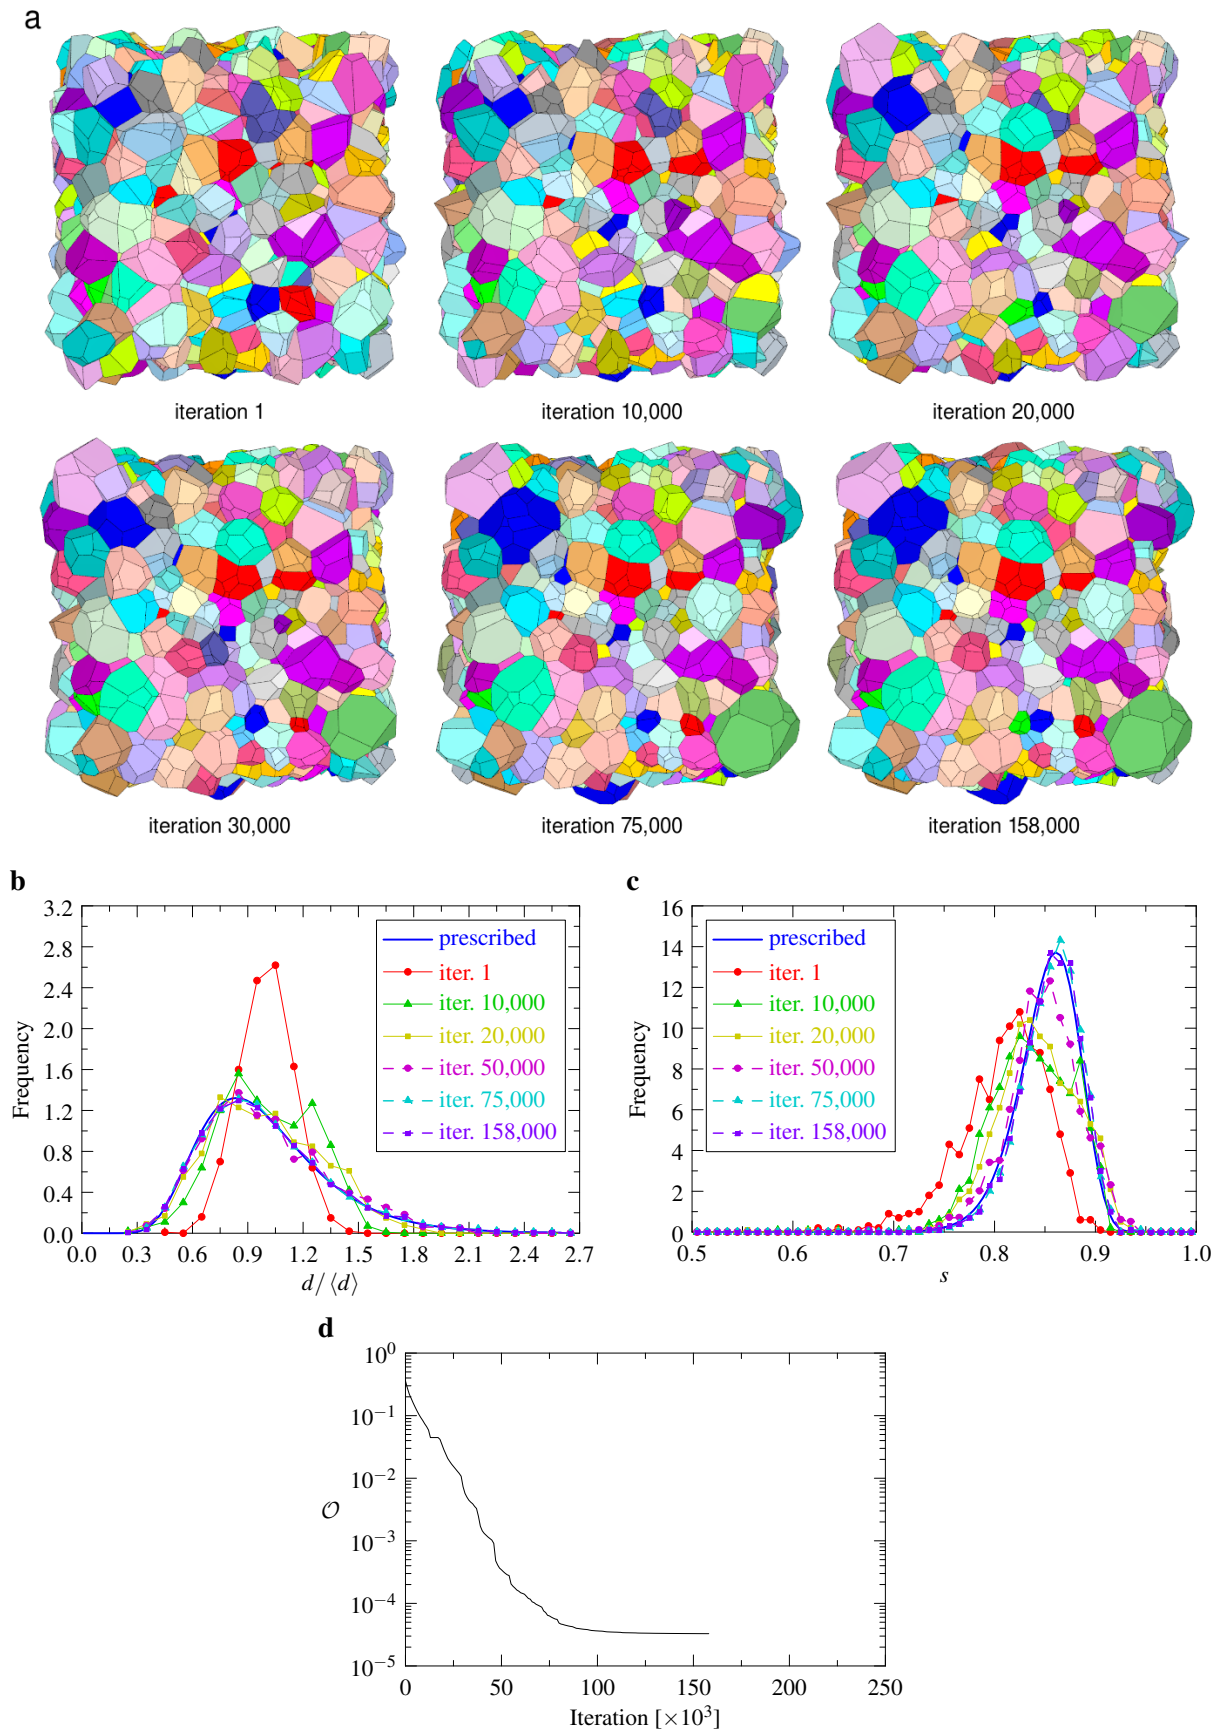 a
iteration 1
iteration 10,000
iteration 20,000
iteration 30,000
iteration 75,000
iteration 158,000
b
3.2
2.8
2.4
2.0
1.6
1.2
0.8
0.4
0.0
Frequency
prescribed
iter. 1
iter. 10,000
iter. 20,000
iter. 50,000
iter. 75,000
iter. 158,000
0.0 0.3 0.6 0.9 1.2 1.5 1.8 2.1 2.4 2.7
d/⟨d⟩
c
16
14
12
10
8
6
4
2
0
Frequency
prescribed
iter. 1
iter. 10,000
iter. 20,000
iter. 50,000
iter. 75,000
iter. 158,000
0.5 0.6 0.7 0.8 0.9 1.0
s
d
10⁰
10⁻¹
10⁻²
10⁻³
10⁻⁴
10⁻⁵
𝒪
0 50 100 150 200 250
Iteration [×10³]